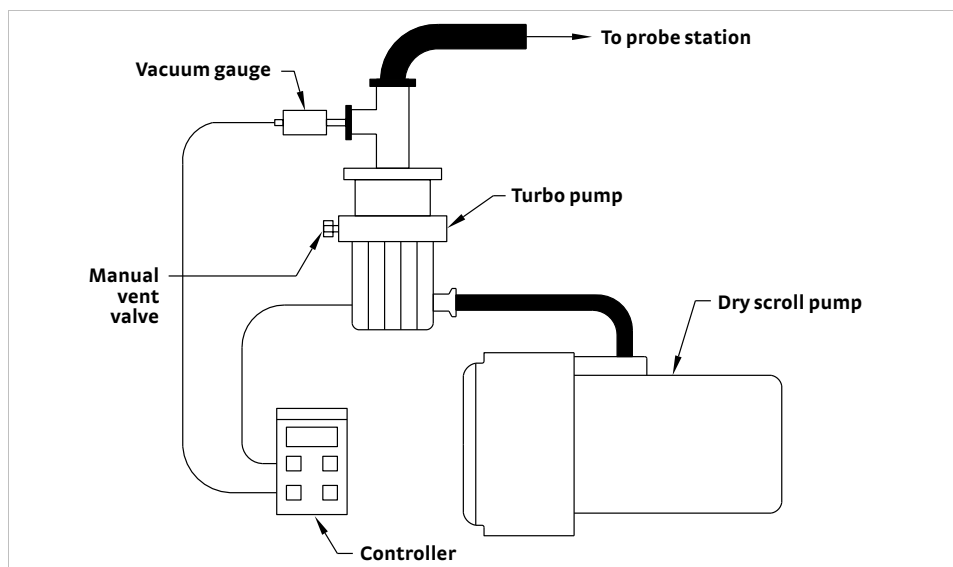 To probe station
Vacuum gauge
Turbo pump
Manual
vent
valve
Dry scroll pump
Controller